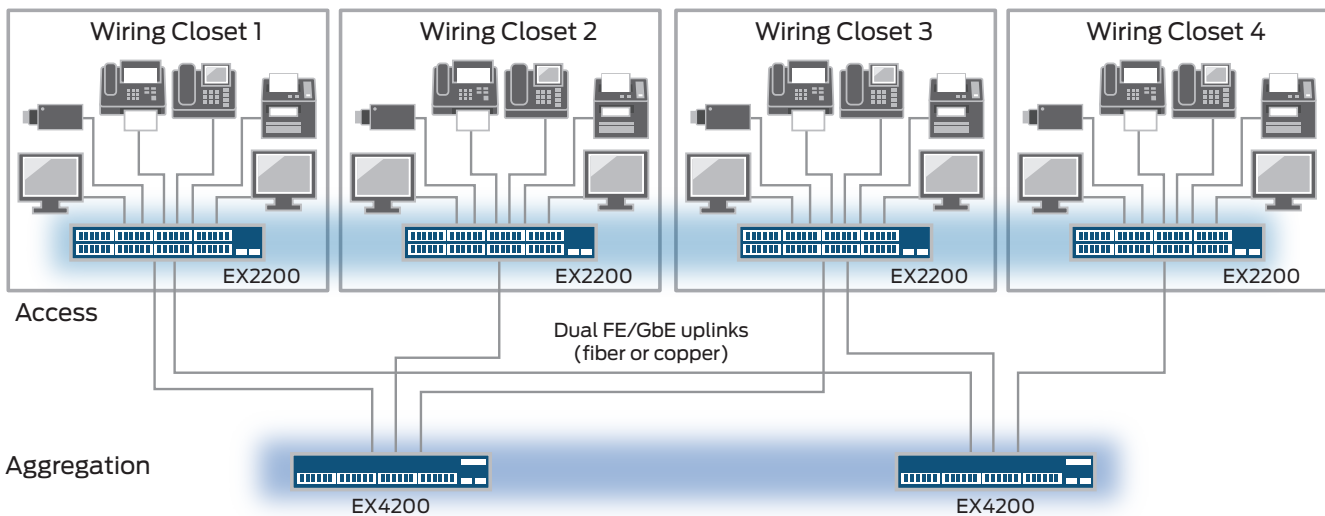 Wiring Closet 1
Wiring Closet 2
Wiring Closet 3
Wiring Closet 4
EX2200
EX2200
EX2200
EX2200
Access
Dual FE/GbE uplinks
(fiber or copper)
Aggregation
EX4200
EX4200